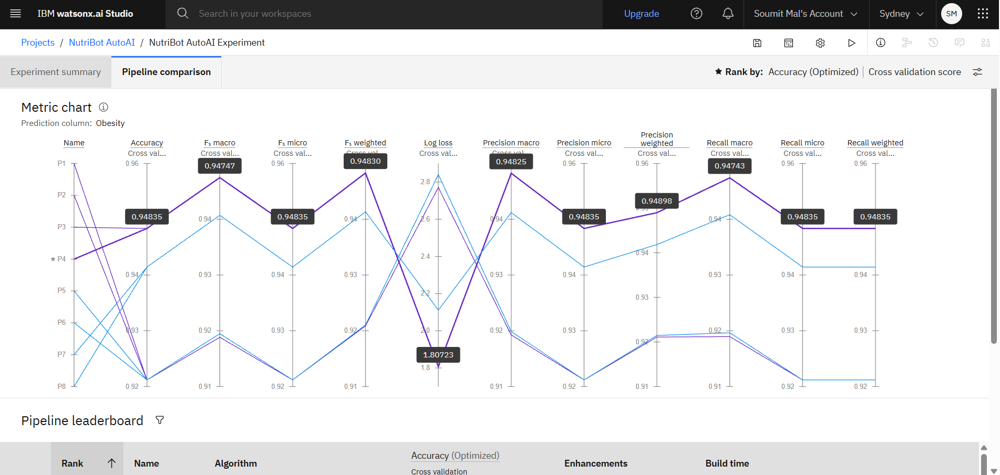 IBM watsonx.ai Studio
Search in your workspaces
Upgrade
Soumit Mal's Account
Sydney
SM
Projects / NutriBot AutoAI / NutriBot AutoAI Experiment
Experiment summary
Pipeline comparison
★ Rank by: Accuracy (Optimized) | Cross validation score
Metric chart
Prediction column: Obesity
Name
Accuracy
Cross val...
F₁ macro
Cross val...
F₁ micro
Cross val...
F₁ weighted
Cross val...
Log loss
Cross val...
Precision macro
Cross val...
Precision micro
Cross val...
Precision
weighted
Cross val...
Recall macro
Cross val...
Recall micro
Cross val...
Recall weighted
Cross val...
P1
P2
P3
★ P4
P5
P6
P7
P8
0.96
0.94835
0.94
0.93
0.92
0.94747
0.94
0.93
0.92
0.91
0.96
0.94835
0.94
0.93
0.92
0.94830
0.94
0.93
0.92
0.91
2.8
2.6
2.4
2.2
2.0
1.80723
1.8
0.94825
0.94
0.93
0.92
0.91
0.96
0.94835
0.94
0.93
0.92
0.96
0.94898
0.94
0.93
0.92
0.91
0.94743
0.94
0.93
0.92
0.91
0.96
0.94835
0.94
0.93
0.92
0.96
0.94835
0.94
0.93
0.92
Pipeline leaderboard
Rank
Name
Algorithm
Accuracy (Optimized)
Cross validation
Enhancements
Build time